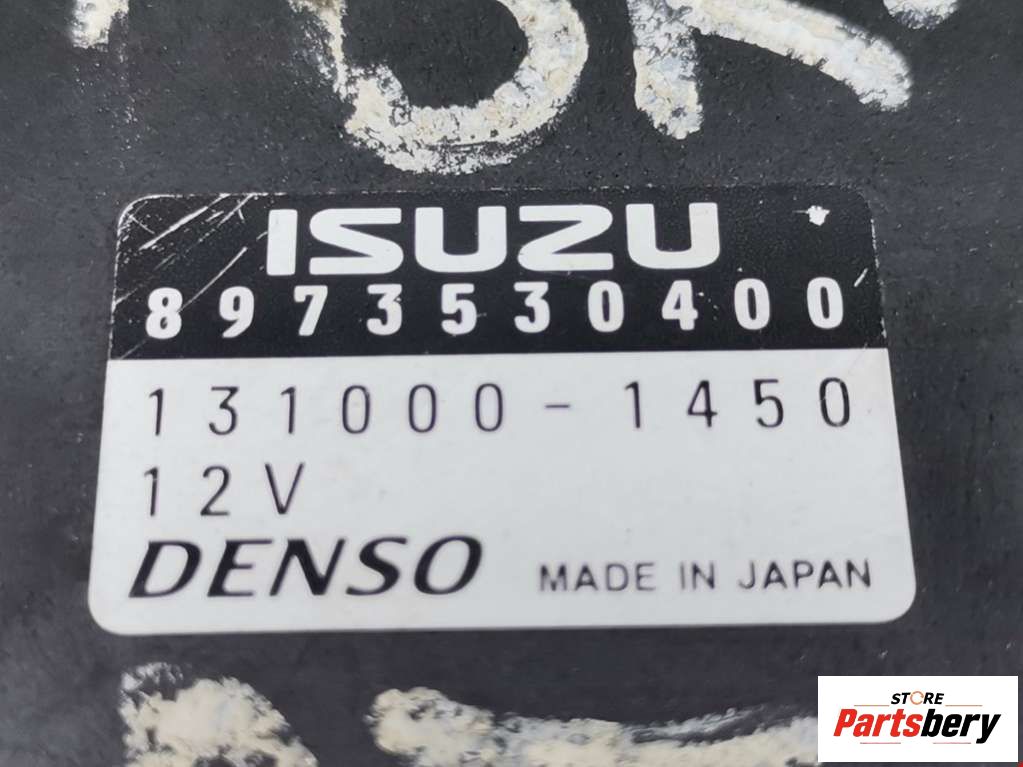 ISUZU
8973530400
131000-1450
12V
DENSO MADE IN JAPAN
STORE
Partsbery